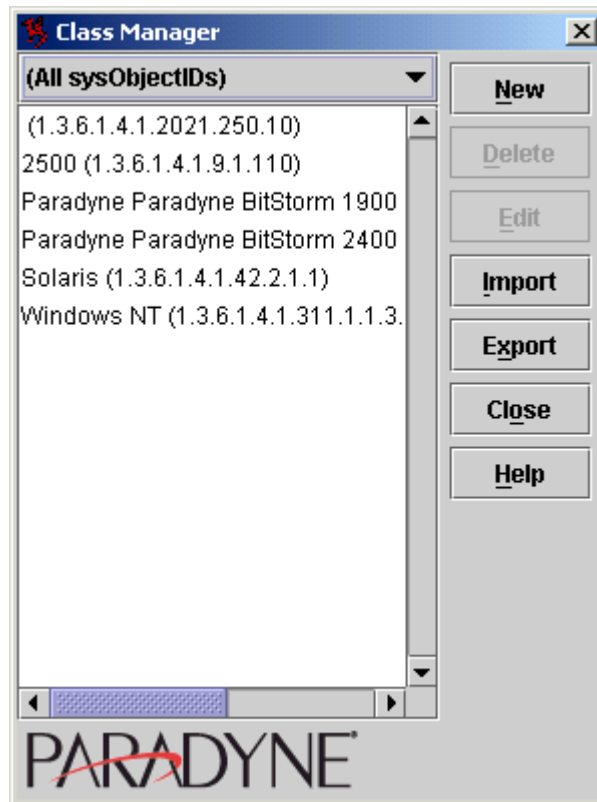 Class Manager
(All sysObjectIDs)
(1.3.6.1.4.1.2021.250.10)
2500 (1.3.6.1.4.1.9.1.110)
Paradyne Paradyne BitStorm 1900
Paradyne Paradyne BitStorm 2400
Solaris (1.3.6.1.4.1.42.2.1.1)
Windows NT (1.3.6.1.4.1.311.1.1.3.
New
Delete
Edit
Import
Export
Close
Help
PARADYNE®